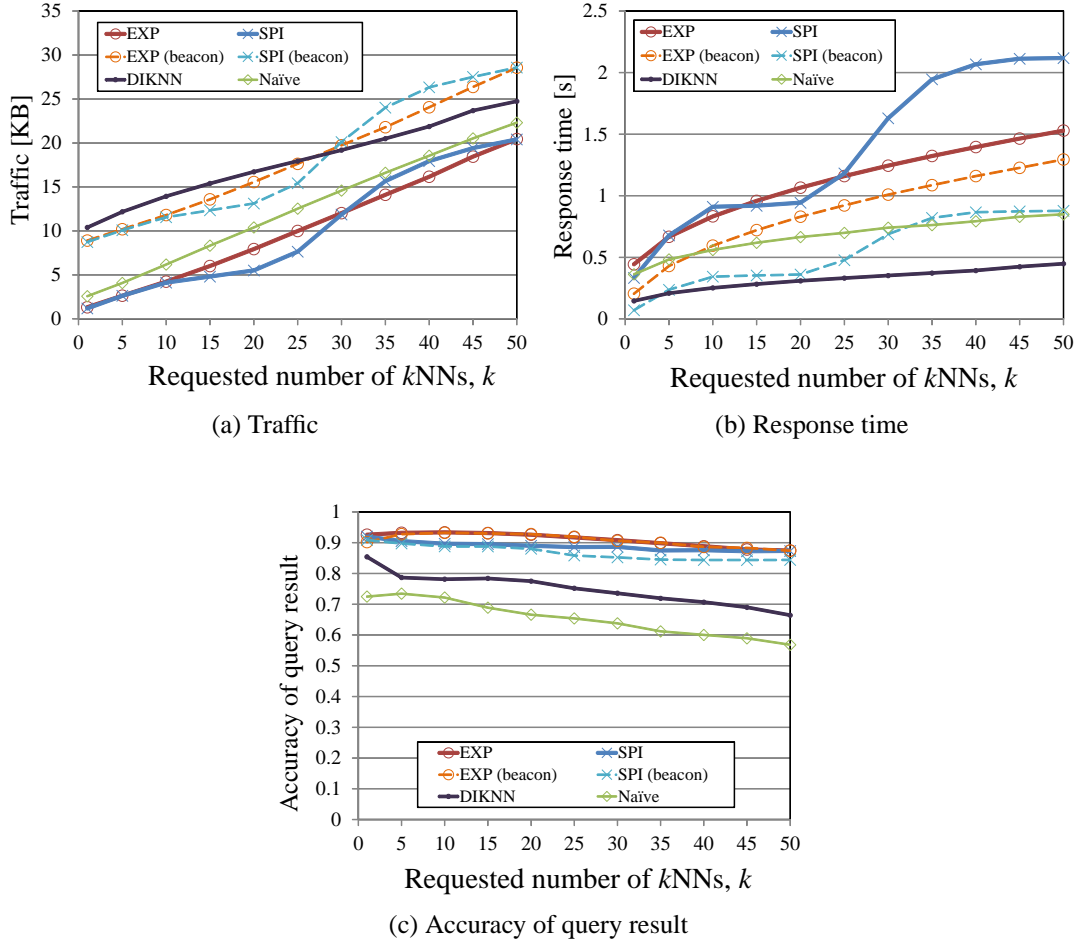 Traffic [KB]
35
30
25
20
15
10
5
0
EXP
SPI
EXP (beacon)
SPI (beacon)
DIKNN
Naïve
0 5 10 15 20 25 30 35 40 45 50
Requested number of kNNs, k
(a) Traffic
Response time [s]
2.5
2
1.5
1
0.5
0
EXP
SPI
EXP (beacon)
SPI (beacon)
DIKNN
Naïve
0 5 10 15 20 25 30 35 40 45 50
Requested number of kNNs, k
(b) Response time
Accuracy of query result
1
0.9
0.8
0.7
0.6
0.5
0.4
0.3
0.2
0.1
0
EXP
SPI
EXP (beacon)
SPI (beacon)
DIKNN
Naïve
0 5 10 15 20 25 30 35 40 45 50
Requested number of kNNs, k
(c) Accuracy of query result